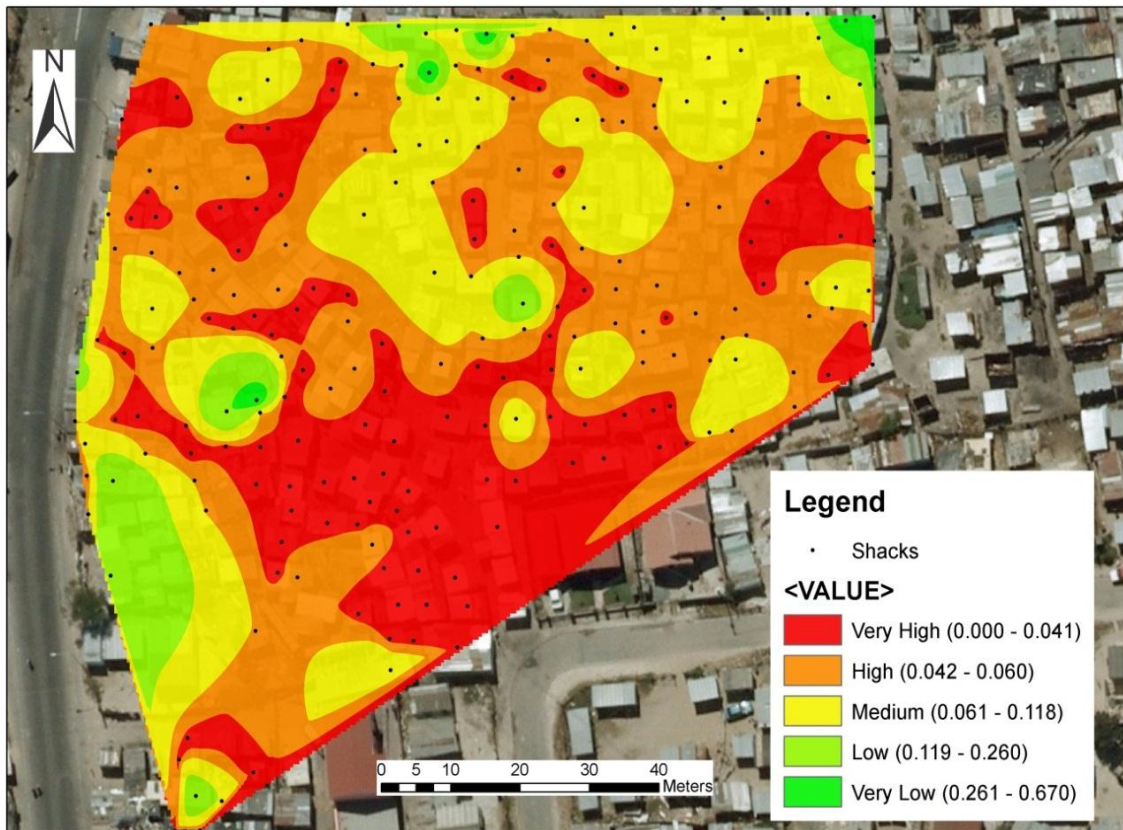 N
Legend
Shacks
<VALUE>
Very High (0.000 - 0.041)
High (0.042 - 0.060)
Medium (0.061 - 0.118)
Low (0.119 - 0.260)
Very Low (0.261 - 0.670)
0 5 10 20 30 40
Meters